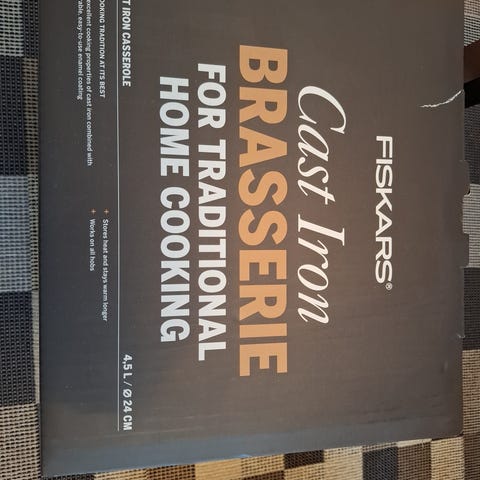 FISKARS®
Cast Iron
BRASSERIE
FOR TRADITIONAL
HOME COOKING
T IRON CASSEROLE
4,5 L / Ø 24 CM
OOKING TRADITION AT ITS BEST
excellent cooking properties of cast iron combined with
rable, easy-to-use enamel coating
+ Stores heat and stays warm longer
+ Works on all hobs